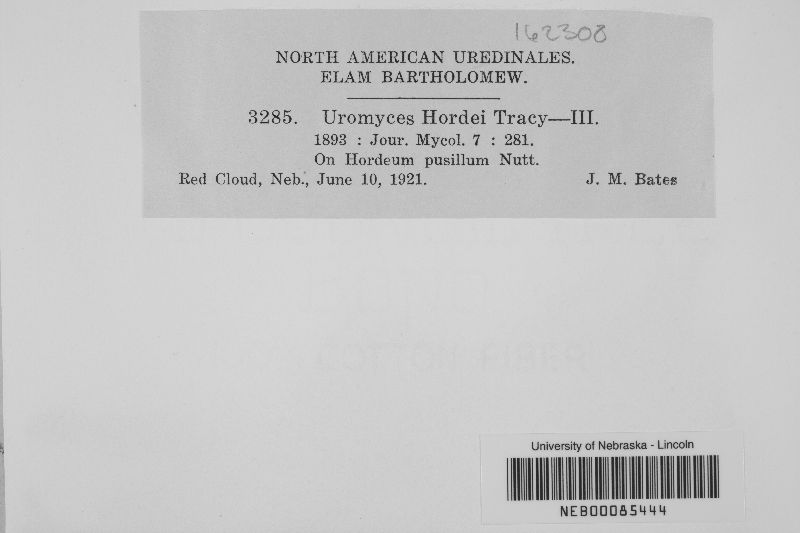 162308
NORTH AMERICAN UREDINALES.
ELAM BARTHOLOMEW.
3285. Uromyces Hordei Tracy—III.
1893 : Jour. Mycol. 7 : 281.
On Hordeum pusillum Nutt.
Red Cloud, Neb., June 10, 1921. J. M. Bates
University of Nebraska - Lincoln
NEB00085444